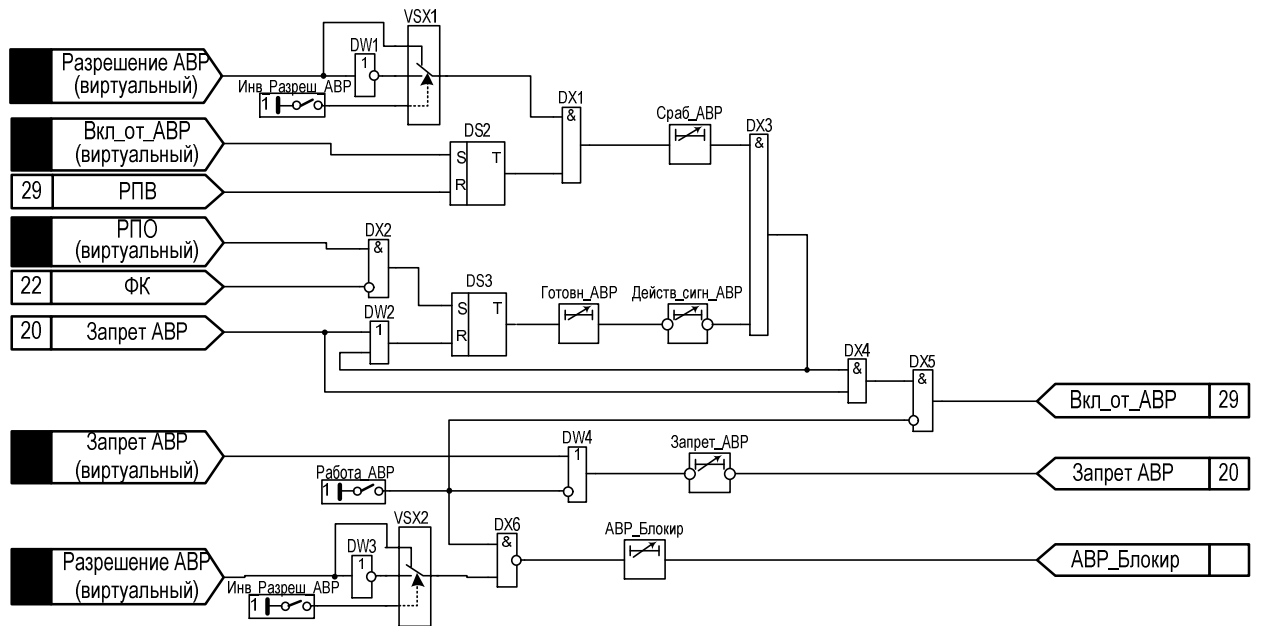 VSX1
DW1
1
Разрешение АВР
(виртуальный)
Инв_Разреш_АВР
1
DX1
&
Сраб_АВР
DX3
&
Вкл_от_АВР
(виртуальный)
DS2
S T
R
29 РПВ
РПО
(виртуальный)
DX2
&
22 ФК
DS3
S T
R
Готовн_АВР
Действ_сигн_АВР
DW2
1
20 Запрет АВР
DX4
&
DX5
&
Вкл_от_АВР 29
Запрет АВР
(виртуальный)
DW4
1
Запрет_АВР
Запрет АВР 20
Работа_АВР
1
VSX2
DW3
1
DX6
&
АВР_Блокир
АВР_Блокир
Разрешение АВР
(виртуальный)
Инв_Разреш_АВР
1